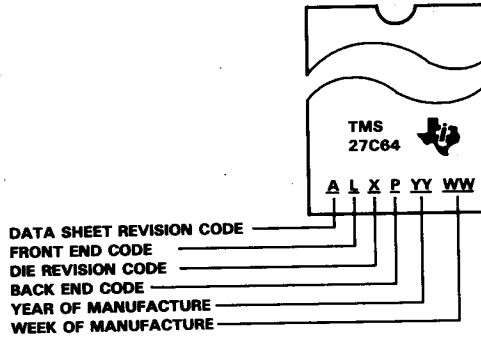 TMS
27C64
A L X P YY WW
DATA SHEET REVISION CODE
FRONT END CODE
DIE REVISION CODE
BACK END CODE
YEAR OF MANUFACTURE
WEEK OF MANUFACTURE